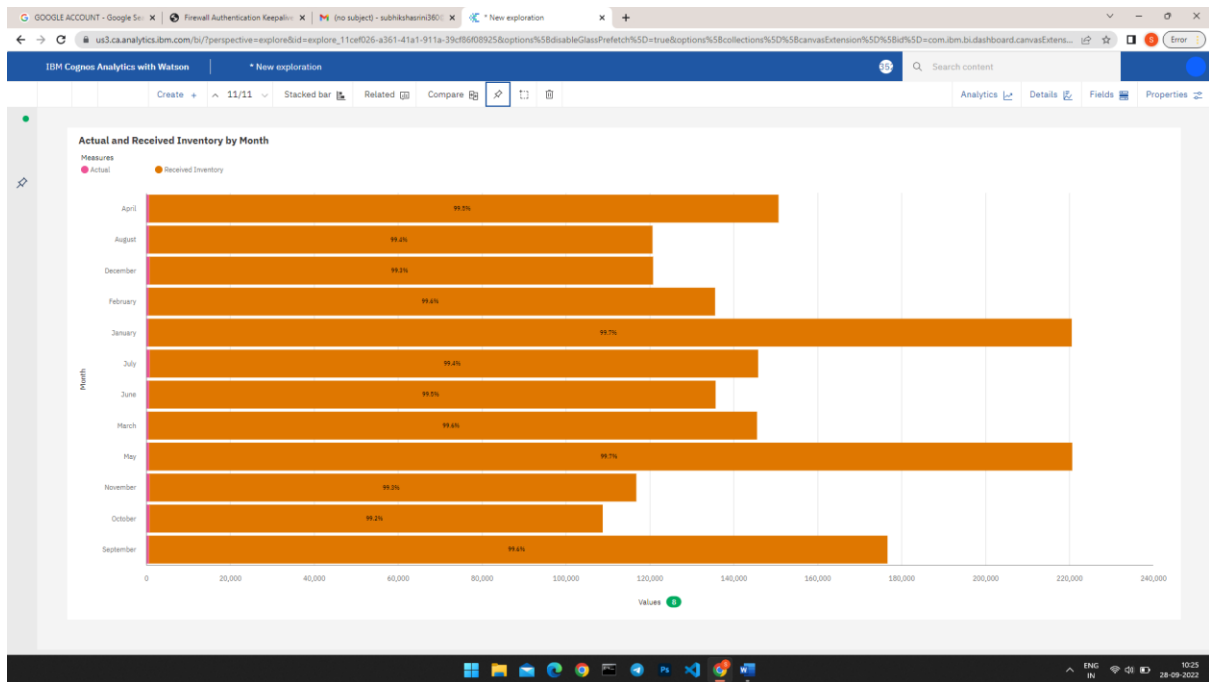 GOOGLE ACCOUNT - Google Se
Firewall Authentication Keepaliv
(no subject) - subhikshasrini360
* New exploration
us3.ca.analytics.ibm.com/bi/?perspective=explore&id=explore_11cef026-a361-41a1-911a-39cf86f08925&options%5BdisableGlassPrefetch%5D=true&options%5Bcollections%5D%5BcanvasExtension%5D%5Bid%5D=com.ibm.bi.dashboard.canvasExtens...
S
Error
IBM Cognos Analytics with Watson
* New exploration
Search content
Create +
11/11
Stacked bar
Related
Compare
Analytics
Details
Fields
Properties
Actual and Received Inventory by Month
Measures
Actual
Received Inventory
April 99.5%
August 99.4%
December 99.3%
February 99.6%
January 99.7%
July 99.4%
June 99.5%
March 99.6%
May 99.7%
November
October 99.2%
September 99.6%
Month
0 20,000 40,000 60,000 80,000 100,000 120,000 140,000 160,000 180,000 200,000 220,000 240,000
Values 8
Ps
W
ENG
IN
10:25
28-09-2022